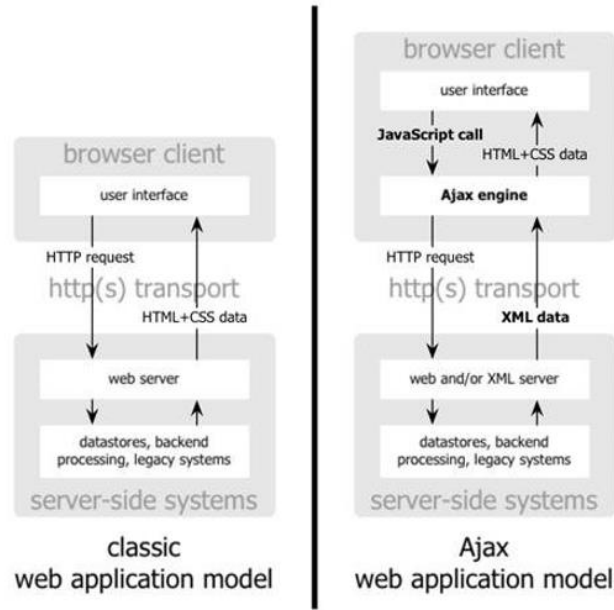 browser client
user interface
HTTP request
http(s) transport
HTML+CSS data
web server
datastores, backend
processing, legacy systems
server-side systems
classic
web application model
browser client
user interface
JavaScript call
HTML+CSS data
Ajax engine
HTTP request
http(s) transport
XML data
web and/or XML server
datastores, backend
processing, legacy systems
server-side systems
Ajax
web application model